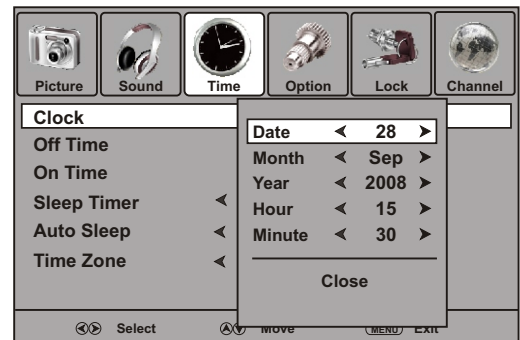 Picture Sound Time Option Lock Channel
Clock
Off Time
On Time
Sleep Timer
Auto Sleep
Time Zone
Date 28
Month Sep
Year 2008
Hour 15
Minute 30
Close
Select Move MENU Exit